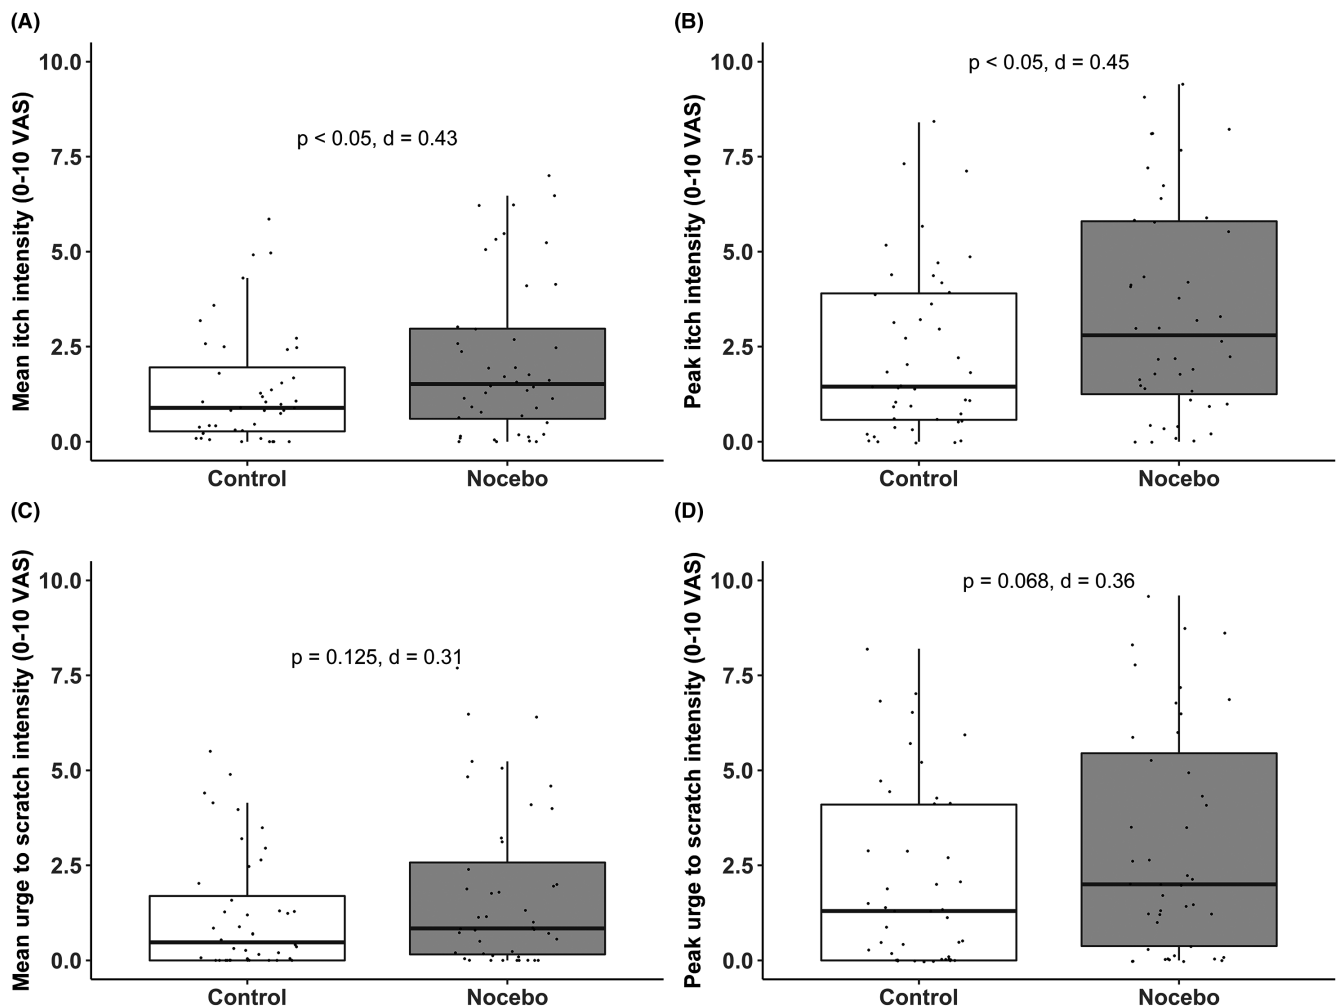 (A)
Mean itch intensity (0-10 VAS)
10.0
7.5
5.0
2.5
0.0
p < 0.05, d = 0.43
Control
Nocebo
(B)
Peak itch intensity (0-10 VAS)
10.0
7.5
5.0
2.5
0.0
p < 0.05, d = 0.45
Control
Nocebo
(C)
Mean urge to scratch intensity (0-10 VAS)
10.0
7.5
5.0
2.5
0.0
p = 0.125, d = 0.31
Control
Nocebo
(D)
Peak urge to scratch intensity (0-10 VAS)
10.0
7.5
5.0
2.5
0.0
p = 0.068, d = 0.36
Control
Nocebo